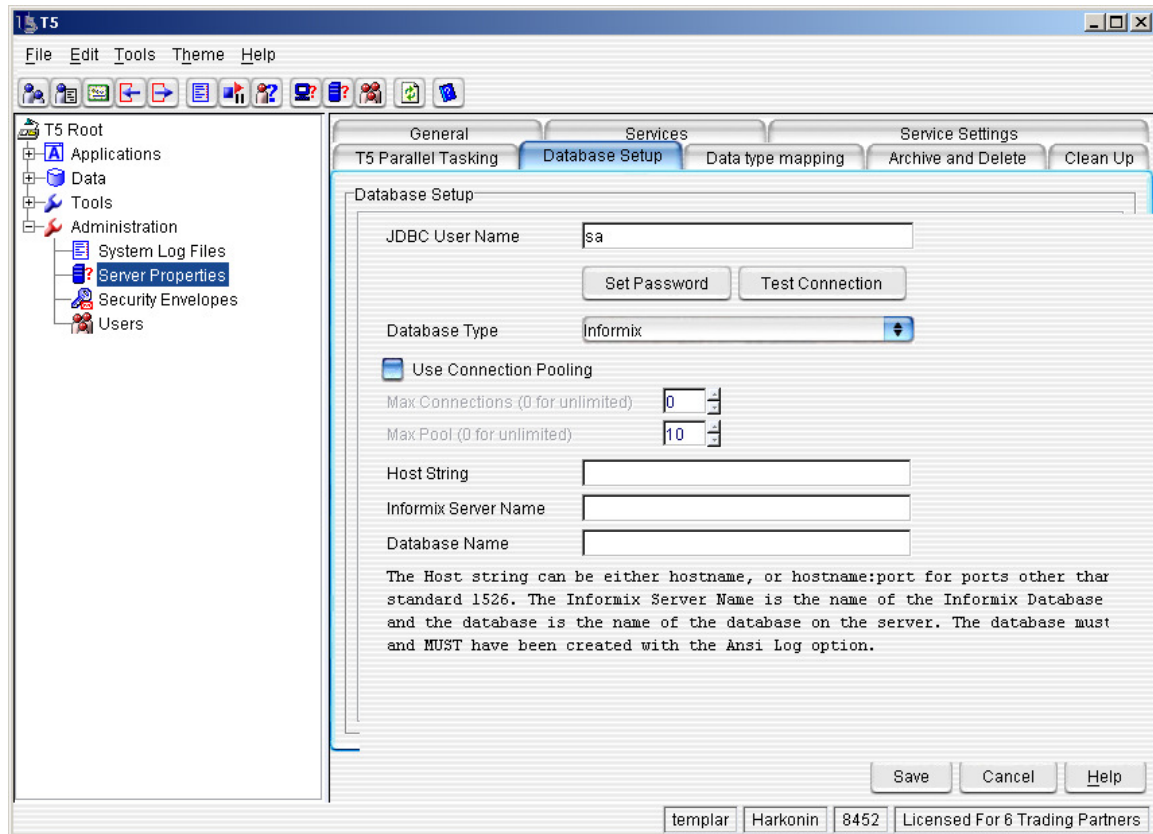 T5
File Edit Tools Theme Help
T5 Root
Applications
Data
Tools
Administration
System Log Files
Server Properties
Security Envelopes
Users
General Services Service Settings
T5 Parallel Tasking Database Setup Data type mapping Archive and Delete Clean Up
Database Setup
JDBC User Name sa
Set Password Test Connection
Database Type Informix
Use Connection Pooling
Max Connections (0 for unlimited) 0
Max Pool (0 for unlimited) 10
Host String
Informix Server Name
Database Name
The Host string can be either hostname, or hostname:port for ports other
standard 1526. The Informix Server Name is the name of the Informix Database
and the database is the name of the database on the server. The database must
and MUST have been created with the Ansi Log option.
Save Cancel Help
templar Harkonin 8452 Licensed For 6 Trading Partners